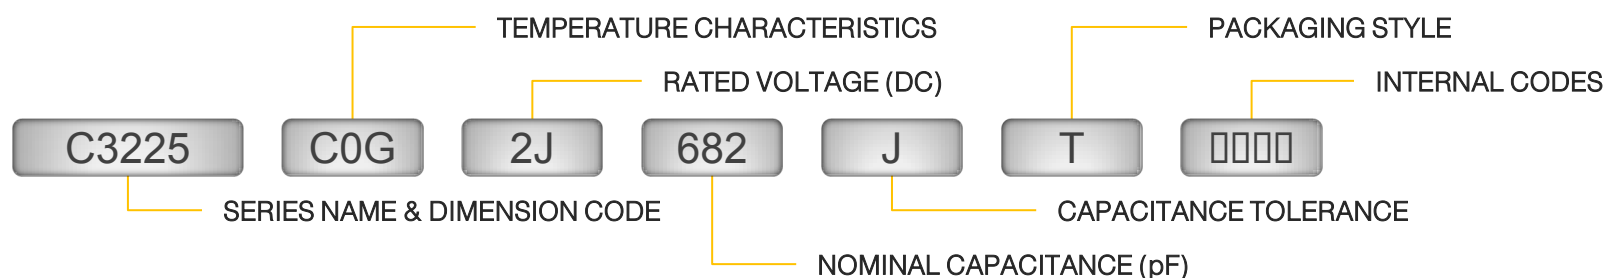 TEMPERATURE CHARACTERISTICS
PACKAGING STYLE
RATED VOLTAGE (DC)
INTERNAL CODES
C3225 C0G 2J 682 J T □□□□
SERIES NAME & DIMENSION CODE
CAPACITANCE TOLERANCE
NOMINAL CAPACITANCE (pF)